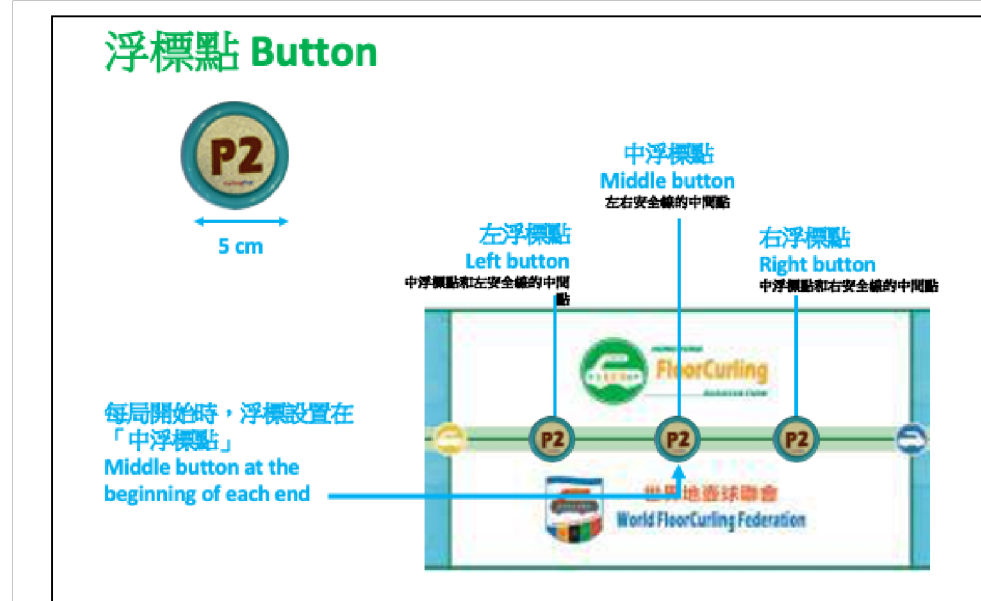 浮標點 Button
P2
5 cm
中浮標點
Middle button
左右安全線的中間點
左浮標點
Left button
中浮標點和左安全線的中間
點
右浮標點
Right button
中浮標點和右安全線的中間點
FloorCurling
每局開始時，浮標設置在
「中浮標點」
Middle button at the
beginning of each end
P2
P2
P2
世界地壺球聯會
World FloorCurling Federation